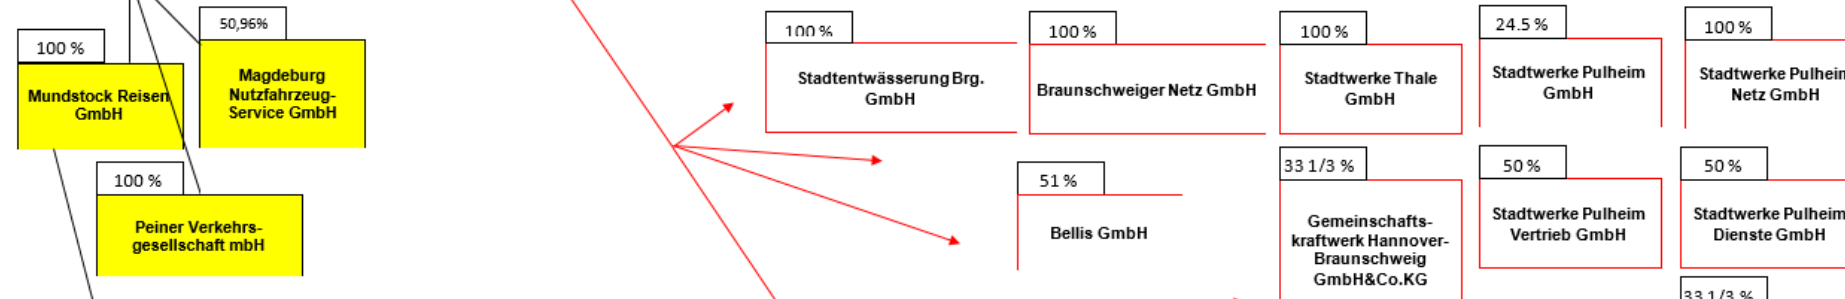 50,96%
100 %
Magdeburg
Nutzfahrzeug-
Service GmbH
Mundstock Reisen
GmbH
100 %
Peiner Verkehrs-
gesellschaft mbH
100 %
Stadtentwässerung Brg.
GmbH
100 %
Braunschweiger Netz GmbH
100 %
Stadtwerke Thale
GmbH
24.5 %
Stadtwerke Pulheim
GmbH
100 %
Stadtwerke Pulheim
Netz GmbH
51 %
Bellis GmbH
33 1/3 %
Gemeinschafts-
kraftwerk Hannover-
Braunschweig
GmbH&Co.KG
50 %
Stadtwerke Pulheim
Vertrieb GmbH
50 %
Stadtwerke Pulheim
Dienste GmbH
33 1/3 %